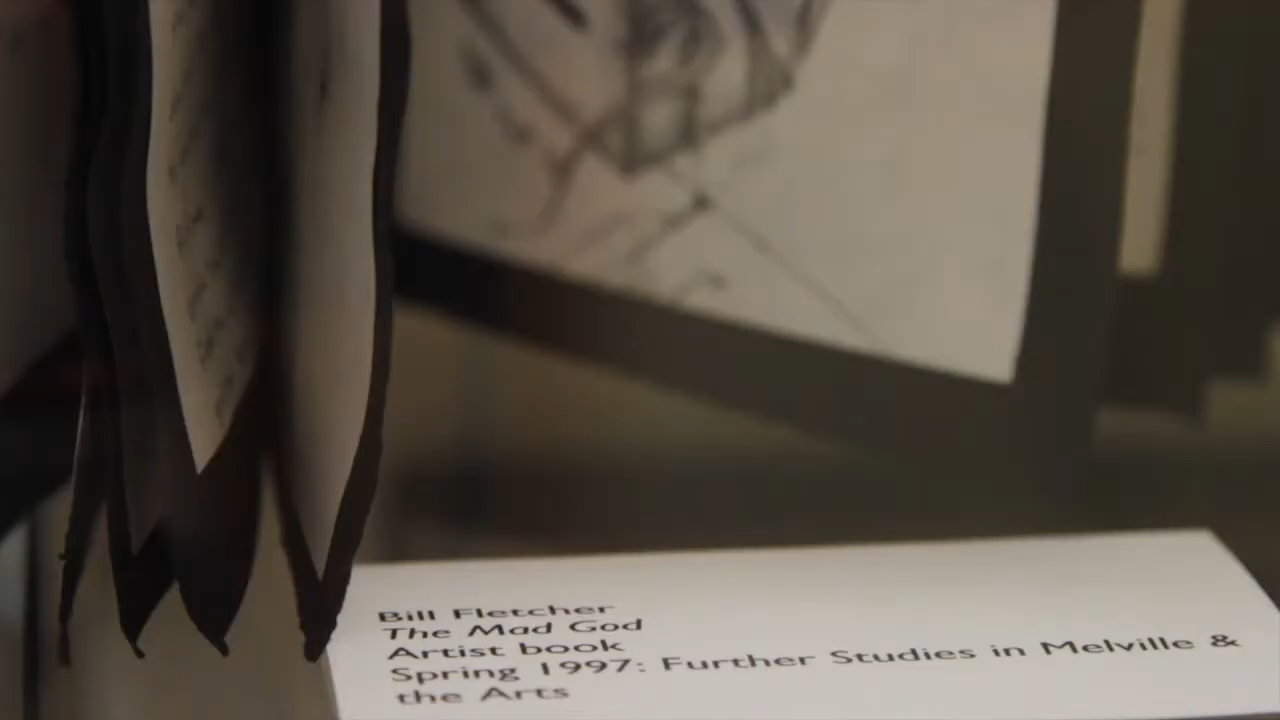 Bill Fletcher
The Mad God
Artist book
Spring 1997: Further Studies in Melville &
the Arts